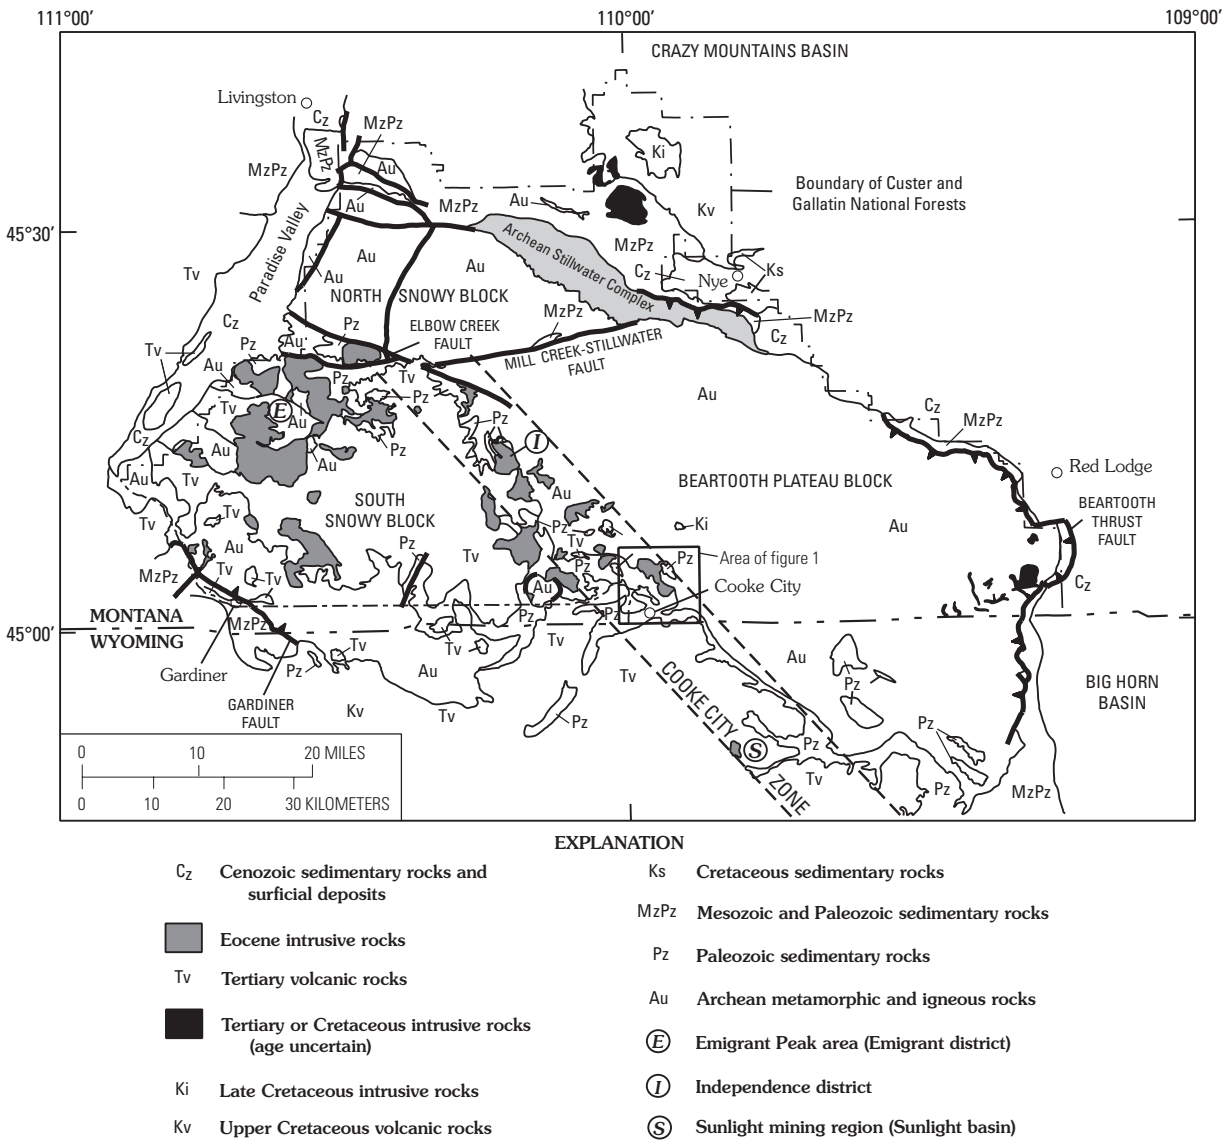 111°00′
110°00′
109°00′
CRAZY MOUNTAINS BASIN
Livingston
Cz
MzPz
MzPz
MzPz
Au
Ki
Au
MzPz
Au
Kv
Boundary of Custer and
Gallatin National Forests
45°30′
Paradise Valley
Archean Stillwater Complex
MzPz
Tv
Au
Au
Au
Cz
Nye
Ks
NORTH SNOWY BLOCK
MzPz
MzPz
Cz
Pz
ELBOW CREEK
FAULT
Cz
Tv
Pz
Au
MILL CREEK-STILLWATER
FAULT
Au
Pz
Tv
Au
Pz
Tv
E
Au
Pz
Cz
MzPz
Cz
Au
Au
Pz
I
Red Lodge
Au
Tv
BEARTOOTH PLATEAU BLOCK
SOUTH
SNOWY BLOCK
Au
BEARTOOTH
THRUST
FAULT
Tv
Tv
Pz
Ki
Au
Au
Pz
Tv
Tv
Pz
Pz
Area of figure 1
MzPz
Tv
Tv
Au
Cooke City
Cz
MONTANA
WYOMING
45°00′
MzPz
Pz
Pz
Gardiner
Pz
Tv
Tv
Tv
Tv
Au
Au
Pz
Tv
COOKE CITY
ZONE
BIG HORN
BASIN
GARDINER
FAULT
Kv
Tv
Pz
S
Pz
Tv
Pz
Pz
MzPz
0 10 20 MILES
0 10 20 30 KILOMETERS
EXPLANATION
Cz Cenozoic sedimentary rocks and
surficial deposits
Eocene intrusive rocks
Tv Tertiary volcanic rocks
Tertiary or Cretaceous intrusive rocks
(age uncertain)
Ki Late Cretaceous intrusive rocks
Kv Upper Cretaceous volcanic rocks
Ks Cretaceous sedimentary rocks
MzPz Mesozoic and Paleozoic sedimentary rocks
Pz Paleozoic sedimentary rocks
Au Archean metamorphic and igneous rocks
E Emigrant Peak area (Emigrant district)
I Independence district
S Sunlight mining region (Sunlight basin)